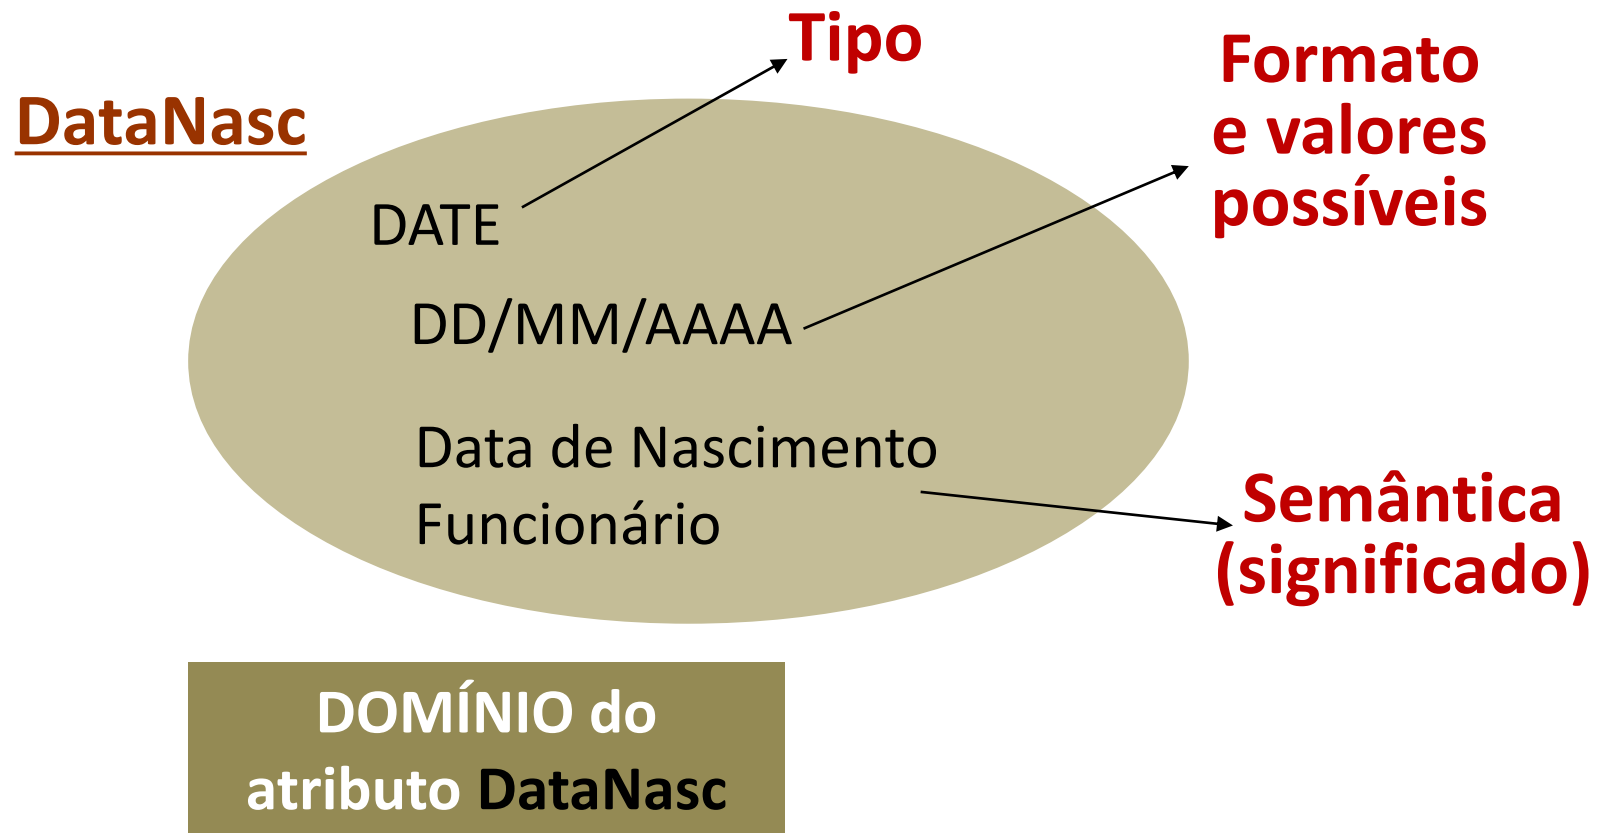 Tipo
Formato
e valores
possíveis
DataNasc
DATE
DD/MM/AAAA
Data de Nascimento
Funcionário
Semântica
(significado)
DOMÍNIO do
atributo DataNasc